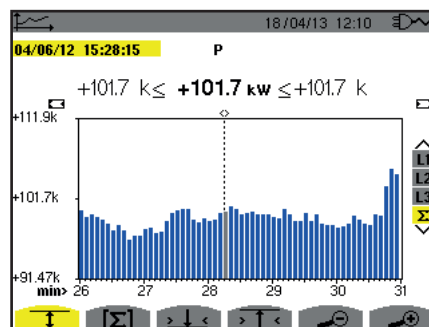 18/04/13 12:10
04/06/12 15:28:15 P
+101.7 k≤ +101.7 kW ≤+101.7 k
+111.9k
+101.7k
+91.47k
L1
L2
L3
Σ
min> 26 27 28 29 30 31
[Σ] >↓< >↑<